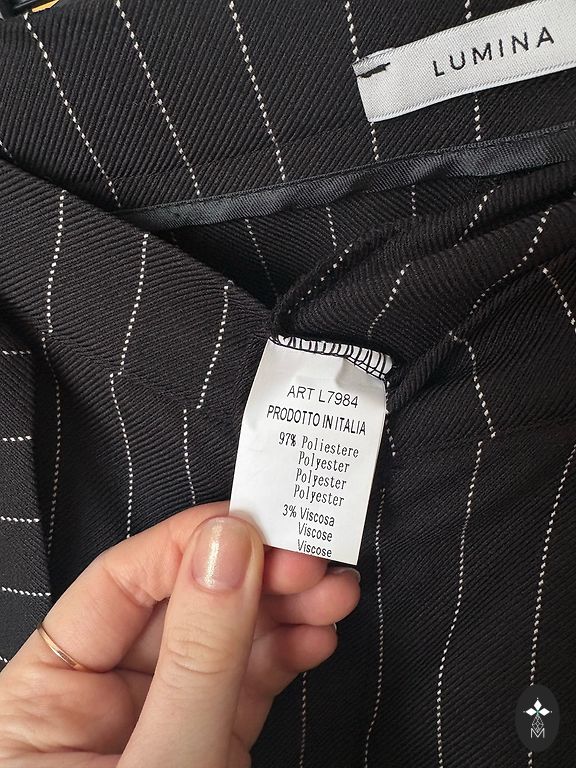 LUMINA
ART L7984
PRODOTTO IN ITALIA
97% Poliestere
Polyester
Polyester
Polyester
3% Viscosa
Viscose
Viscose
M